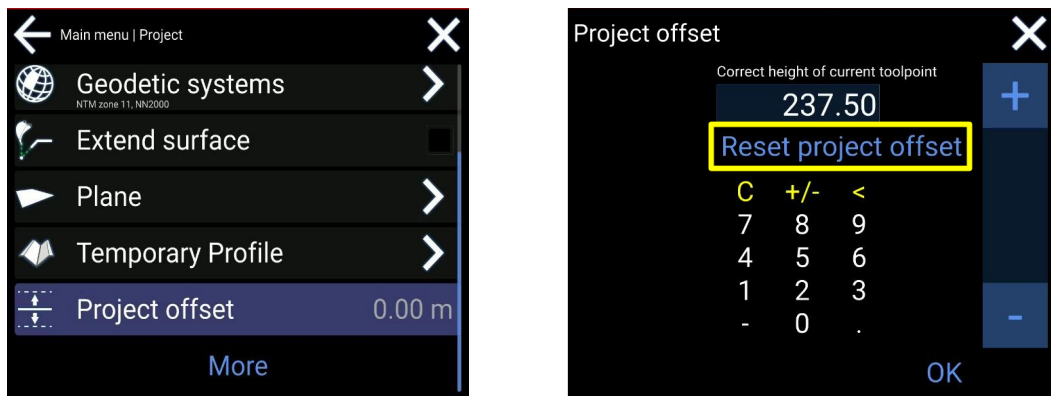 Main menu | Project
Geodetic systems
NTM zone 11, NN2000
Extend surface
Plane
Temporary Profile
Project offset 0.00 m
More
Project offset
Correct height of current toolpoint
237.50
+
Reset project offset
C +/- <
7 8 9
4 5 6
1 2 3
- 0 .
-
OK